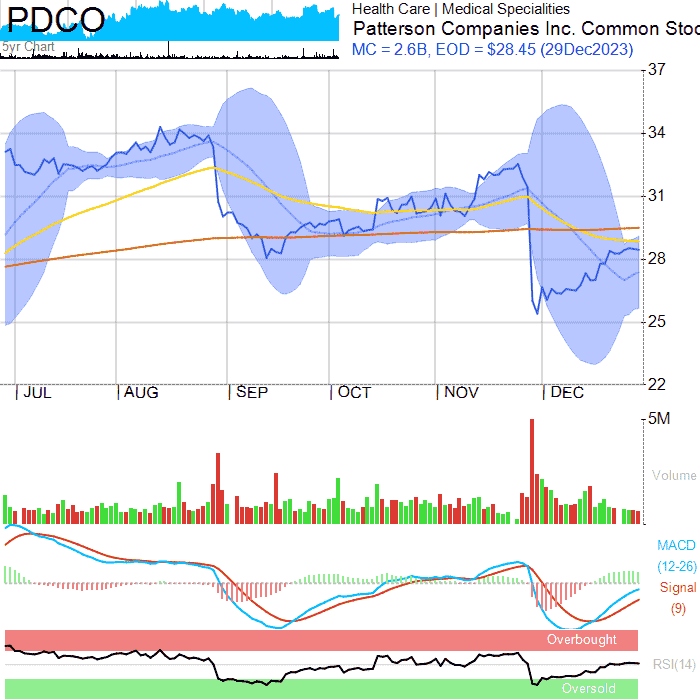 PDCO
5yr Chart
Health Care | Medical Specialities
Patterson Companies Inc. Common Stoc
MC = 2.6B, EOD = $28.45 (29Dec2023)
37
34
31
28
25
22
JUL AUG SEP OCT NOV DEC
5M
Volume
MACD
(12-26)
Signal
(9)
Overbought
RSI(14)
Oversold